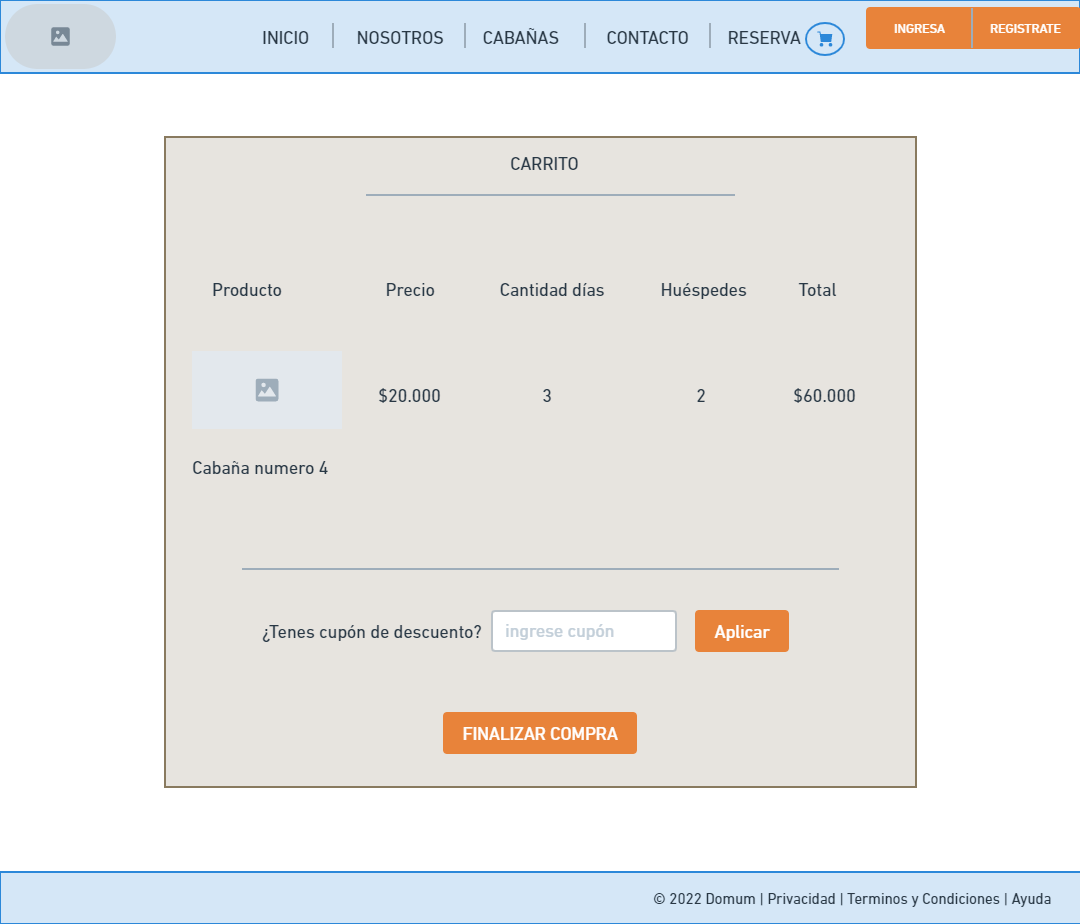 INICIO NOSOTROS CABAÑAS CONTACTO RESERVA INGRESA REGISTRATE
CARRITO
Producto Precio Cantidad días Huéspedes Total
$20.000 3 2 $60.000
Cabaña numero 4
¿Tenes cupón de descuento? ingrese cupón Aplicar
FINALIZAR COMPRA
© 2022 Domum | Privacidad | Terminos y Condiciones | Ayuda